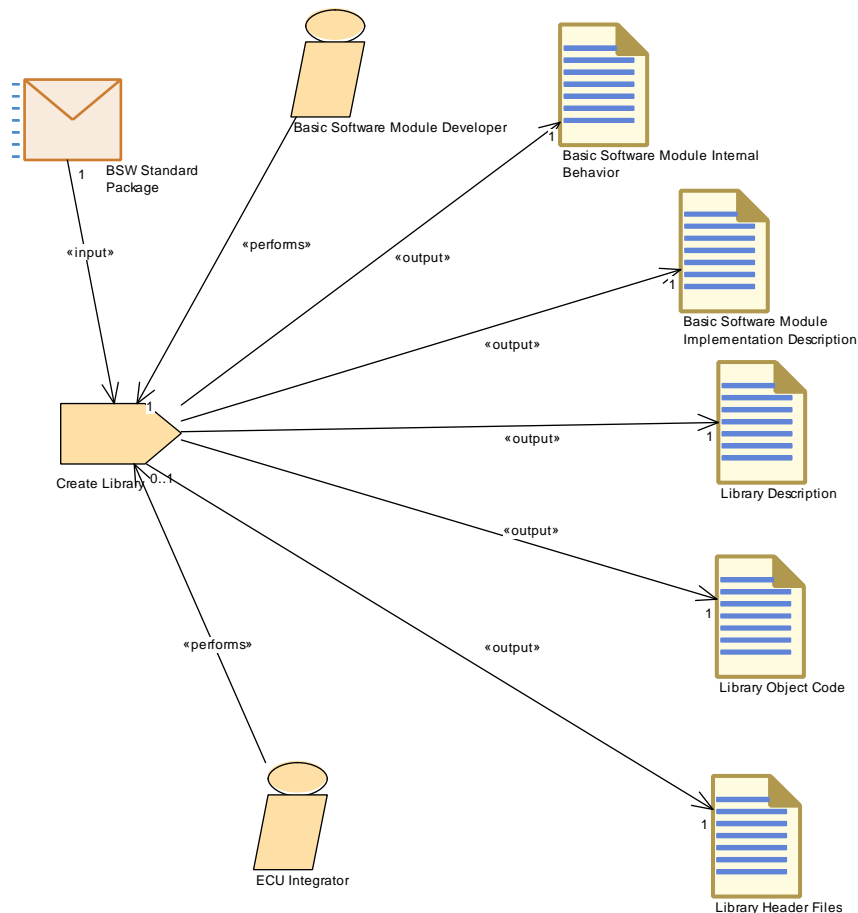 Basic Software Module Developer
1
Basic Software Module Internal
Behavior
1
BSW Standard
Package
«input»
«performs»
«output»
1
Basic Software Module
Implementation Description
«output»
1
«output»
1
Library Description
Create Library
0..1
«output»
1
Library Object Code
«performs»
«output»
1
ECU Integrator
Library Header Files